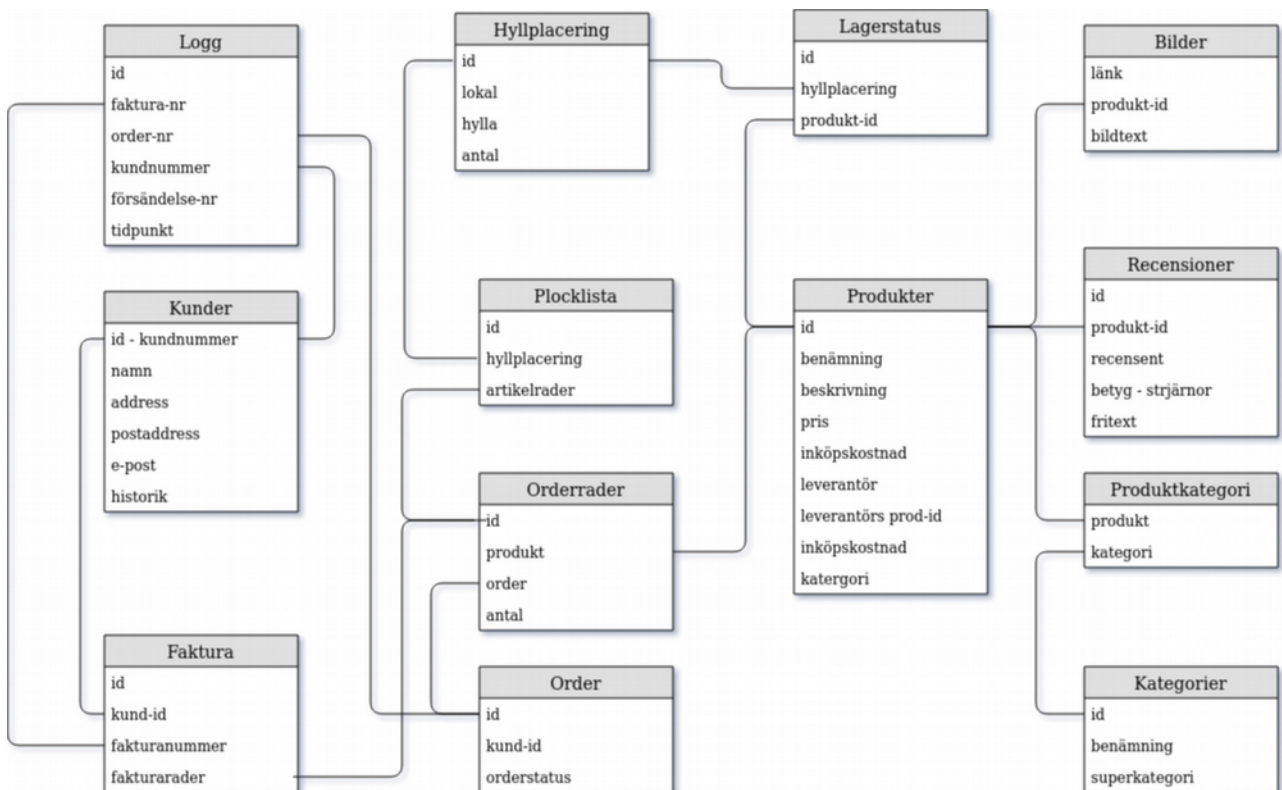 Logg
id
faktura-nr
order-nr
kundnummer
försändelse-nr
tidpunkt
Kunder
id - kundnummer
namn
address
postaddress
e-post
historik
Faktura
id
kund-id
fakturanummer
fakturarader
Hyllplacering
id
lokal
hylla
antal
Plocklista
id
hyllplacering
artikelrader
Orderrader
id
produkt
order
antal
Order
id
kund-id
orderstatus
Lagerstatus
id
hyllplacering
produkt-id
Produkter
id
benämning
beskrivning
pris
inköpskostnad
leverantör
leverantörs prod-id
inköpskostnad
katergori
Bilder
länk
produkt-id
bildtext
Recensioner
id
produkt-id
recensent
betyg - strjärnor
fritext
Produktkategori
produkt
kategori
Kategorier
id
benämning
superkategori